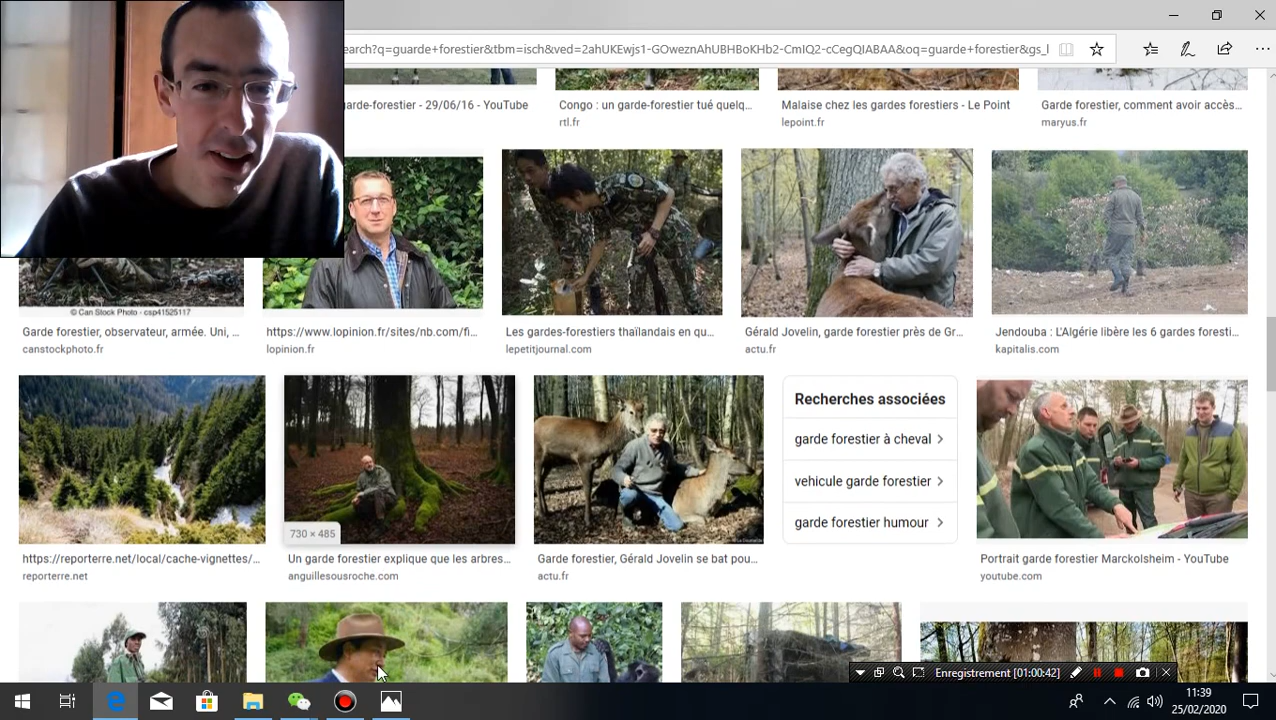 earch?q=guarde+forestier&tbm=isch&ved=2ahUKEwjs1-GOweznAhUBHBoKHb2-CmIQ2-cCegQIABAA&oq=guarde+forestier&gs_l
garde-forestier - 29/06/16 - YouTube
Congo : un garde-forestier tué quelq...
rtl.fr
Malaise chez les gardes forestiers - Le Point
lepoint.fr
Garde forestier, comment avoir accès...
maryus.fr
© Can Stock Photo - csp41525117
Garde forestier, observateur, armée. Uni, ...
canstockphoto.fr
https://www.lopinion.fr/sites/nb.com/fi...
lopinion.fr
Les gardes-forestiers thaïlandais en qu...
lepetitjournal.com
Gérald Jovelin, garde forestier près de Gr...
actu.fr
Jendouba : L'Algérie libère les 6 gardes foresti...
kapitalis.com
730 × 485
https://reporterre.net/local/cache-vignettes/...
reporterre.net
Un garde forestier explique que les arbres...
anguillesousroche.com
Garde forestier, Gérald Jovelin se bat pou...
actu.fr
Recherches associées
garde forestier à cheval
vehicule garde forestier
garde forestier humour
Portrait garde forestier Marckolsheim - YouTube
youtube.com
Enregistrement [01:00:42]
11:39
25/02/2020